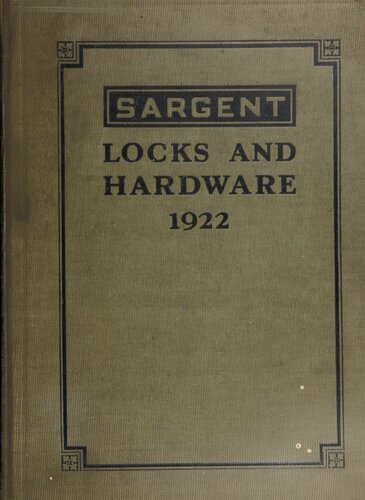 SARGENT
LOCKS AND
HARDWARE
1922